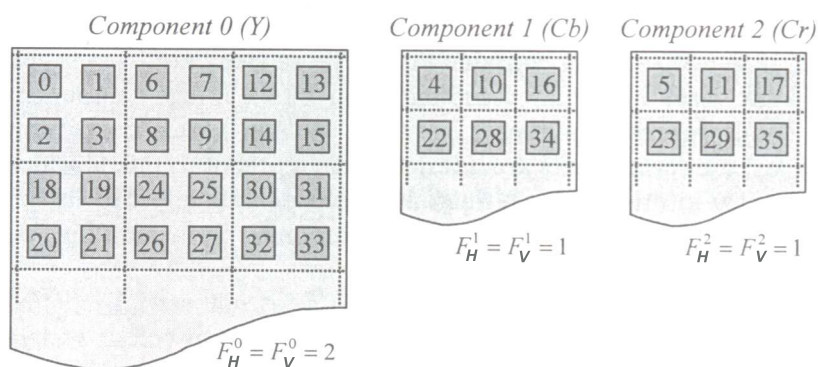 Component 0 (Y)
0 1 6 7 12 13
2 3 8 9 14 15
18 19 24 25 30 31
20 21 26 27 32 33
F_H^0 = F_V^0 = 2
Component 1 (Cb)
4 10 16
22 28 34
F_H^1 = F_V^1 = 1
Component 2 (Cr)
5 11 17
23 29 35
F_H^2 = F_V^2 = 1